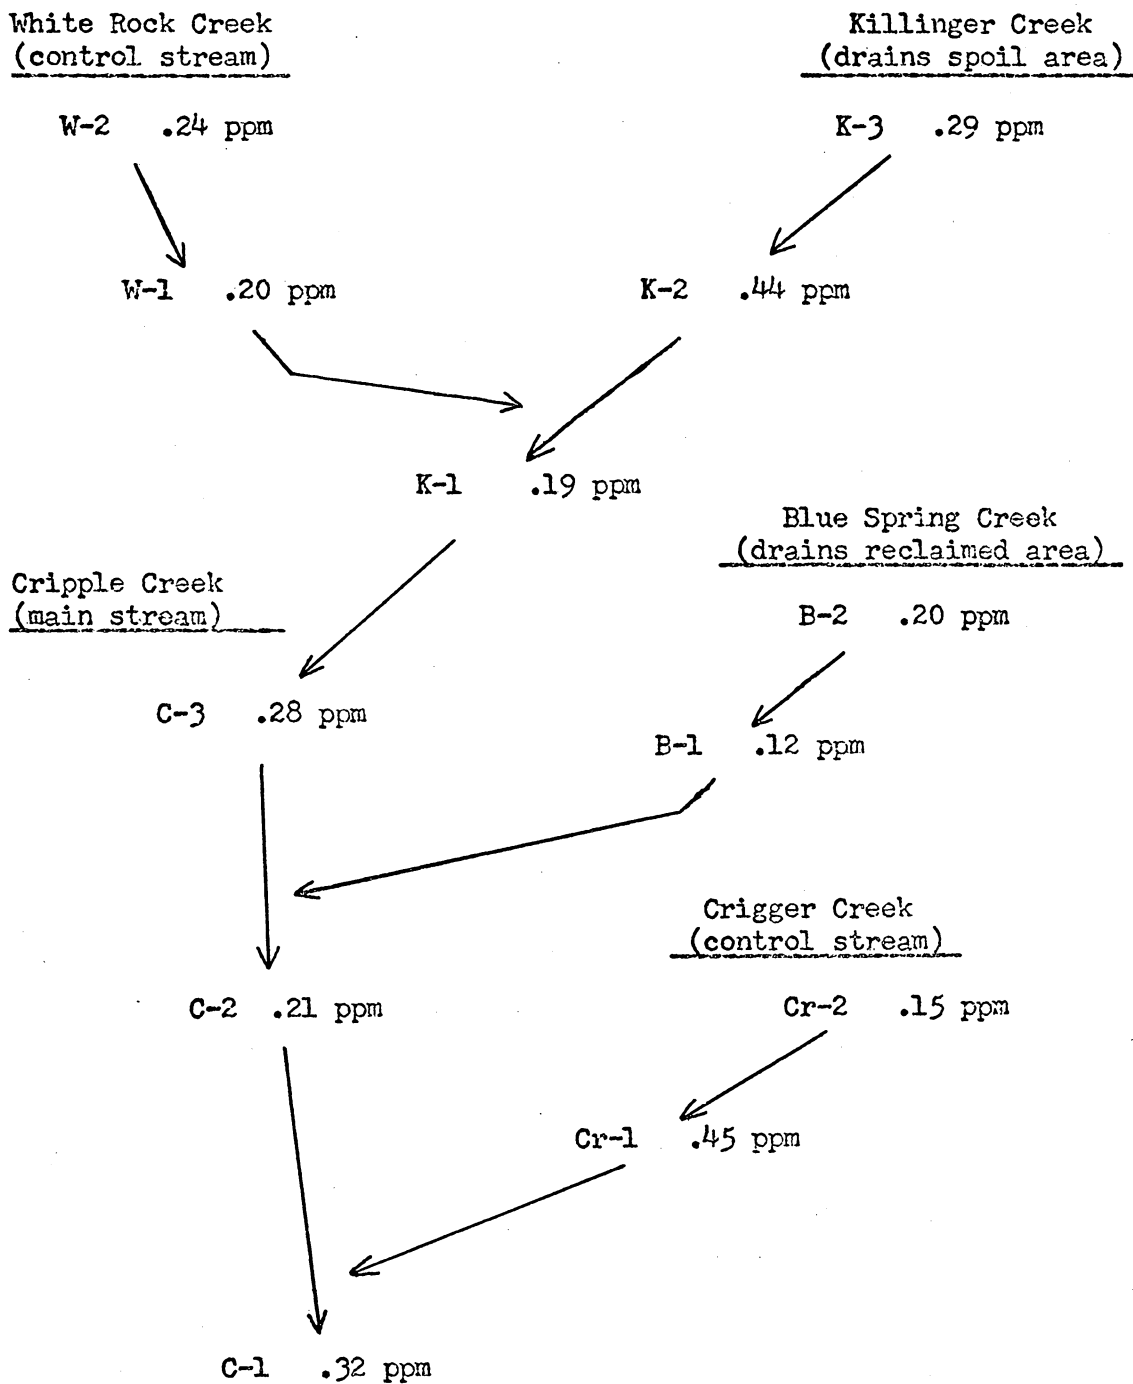 White Rock Creek
(control stream)
Killinger Creek
(drains spoil area)
W-2 .24 ppm
K-3 .29 ppm
W-1 .20 ppm
K-2 .44 ppm
K-1 .19 ppm
Blue Spring Creek
(drains reclaimed area)
Cripple Creek
(main stream)
B-2 .20 ppm
C-3 .28 ppm
B-1 .12 ppm
Crigger Creek
(control stream)
C-2 .21 ppm
Cr-2 .15 ppm
Cr-1 .45 ppm
C-1 .32 ppm